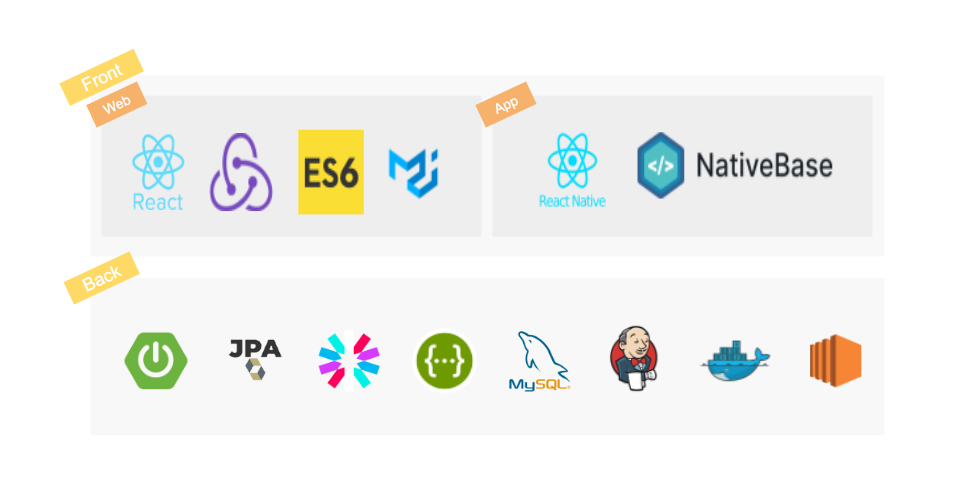 Front
Web
App
React
ES6
React Native
</> NativeBase
Back
JPA
{...}
MySQL